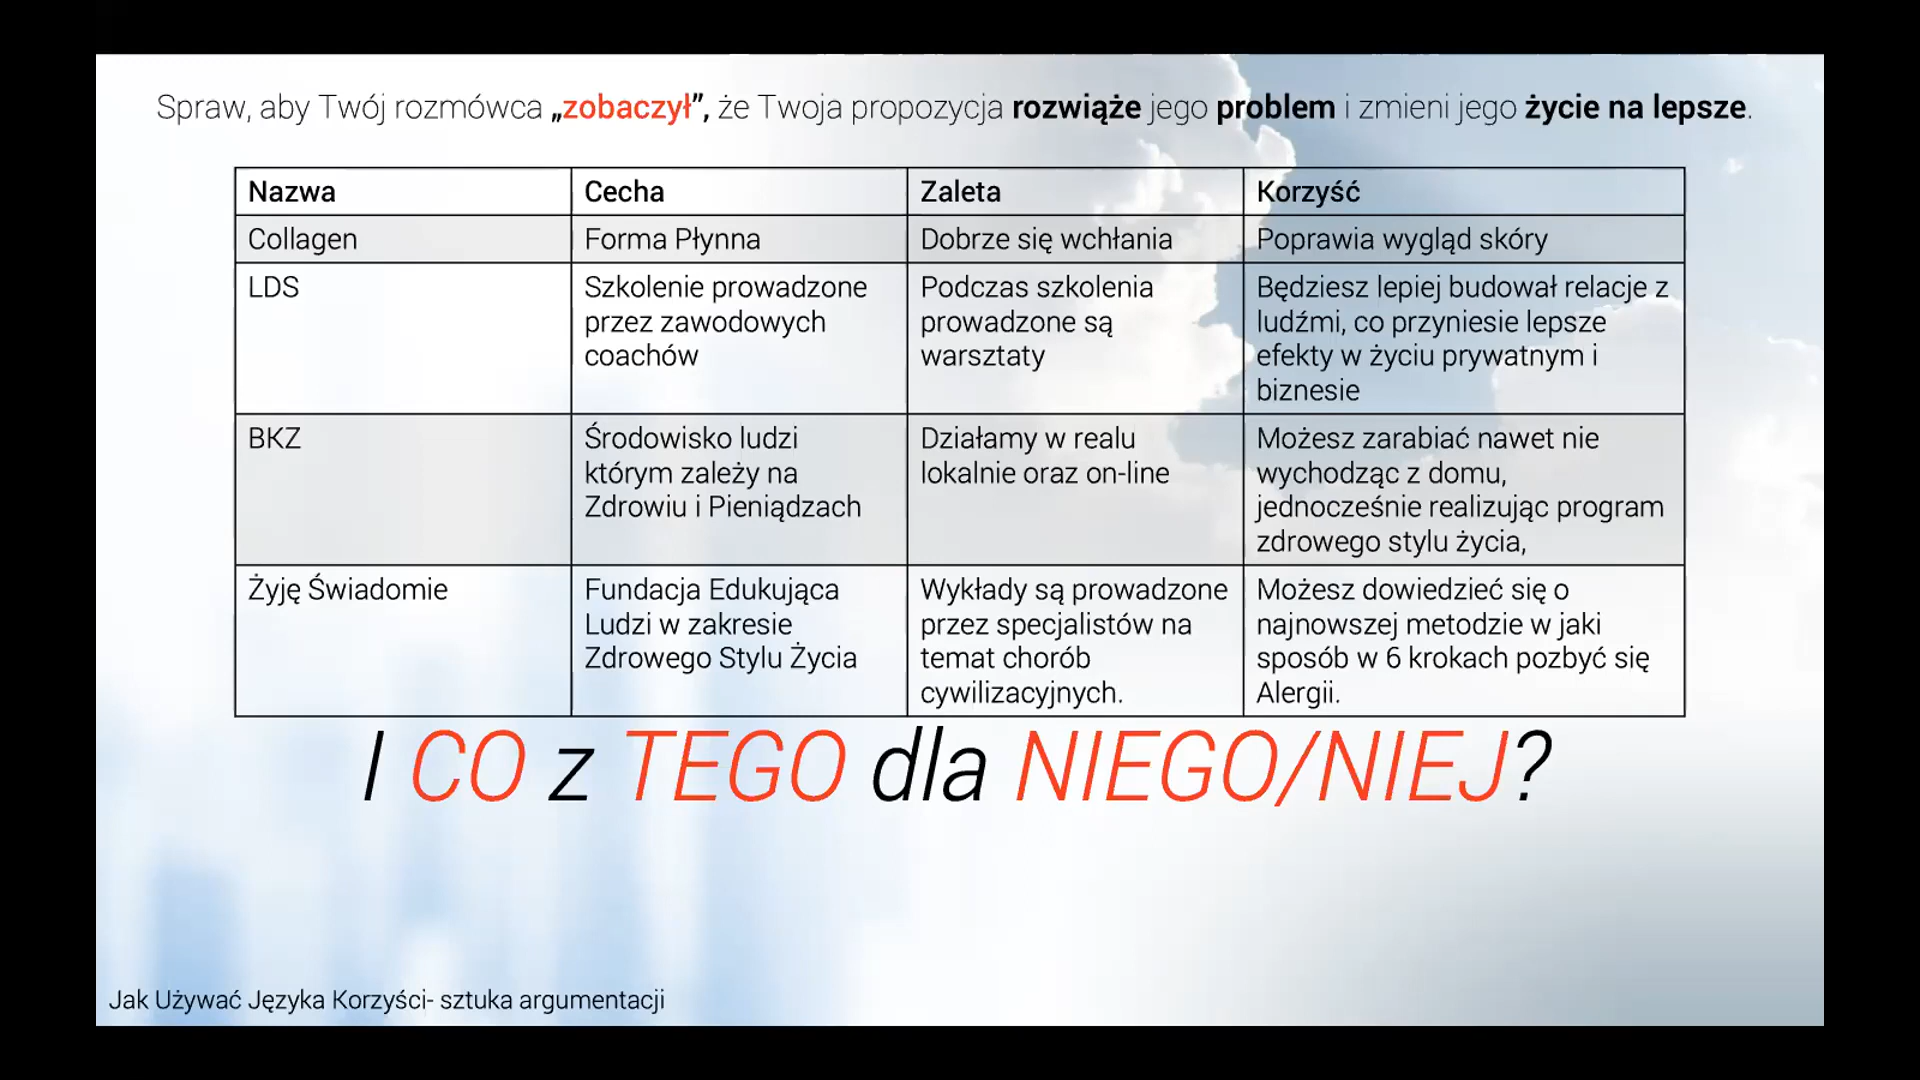 Spraw, aby Twój rozmówca „zobaczył”, że Twoja propozycja rozwiąże jego problem i zmieni jego życie na lepsze.
Nazwa Cecha Zaleta Korzyść
Collagen Forma Płynna Dobrze się wchłania Poprawia wygląd skóry
LDS Szkolenie prowadzone Podczas szkolenia Będziesz lepiej budował relacje z
przez zawodowych prowadzone są ludźmi, co przyniesie lepsze
coachów warsztaty efekty w życiu prywatnym i
biznesie
BKZ Środowisko ludzi Działamy w realu Możesz zarabiać nawet nie
którym zależy na lokalnie oraz on-line wychodząc z domu,
Zdrowiu i Pieniądzach jednocześnie realizując program
zdrowego stylu życia,
Żyję Świadomie Fundacja Edukująca Wykłady są prowadzone Możesz dowiedzieć się o
Ludzi w zakresie przez specjalistów na najnowszej metodzie w jaki
Zdrowego Stylu Życia temat chorób sposób w 6 krokach pozbyć się
cywilizacyjnych. Alergii.
I CO z TEGO dla NIEGO/NIEJ?
Jak Używać Języka Korzyści- sztuka argumentacji